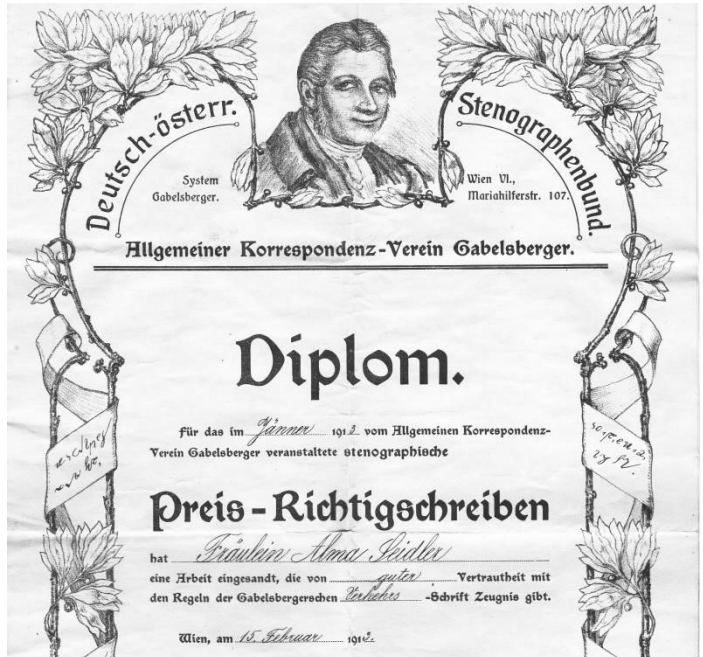 Deutsch-österr. Stenographenbund.
System
Gabelsberger.
Wien VI.,
Mariahilferstr. 107.
Allgemeiner Korrespondenz-Verein Gabelsberger.
Diplom.
für das im Jänner 1913 vom Allgemeinen Korrespondenz-
Verein Gabelsberger veranstaltete stenographische
Preis-Richtigschreiben
hat Fräulein Alma Seidler
eine Arbeit eingesandt, die von guter Vertrautheit mit
den Regeln der Gabelsbergerschen Verkehrs-Schrift Zeugnis gibt.
Wien, am 15. Februar 1913.